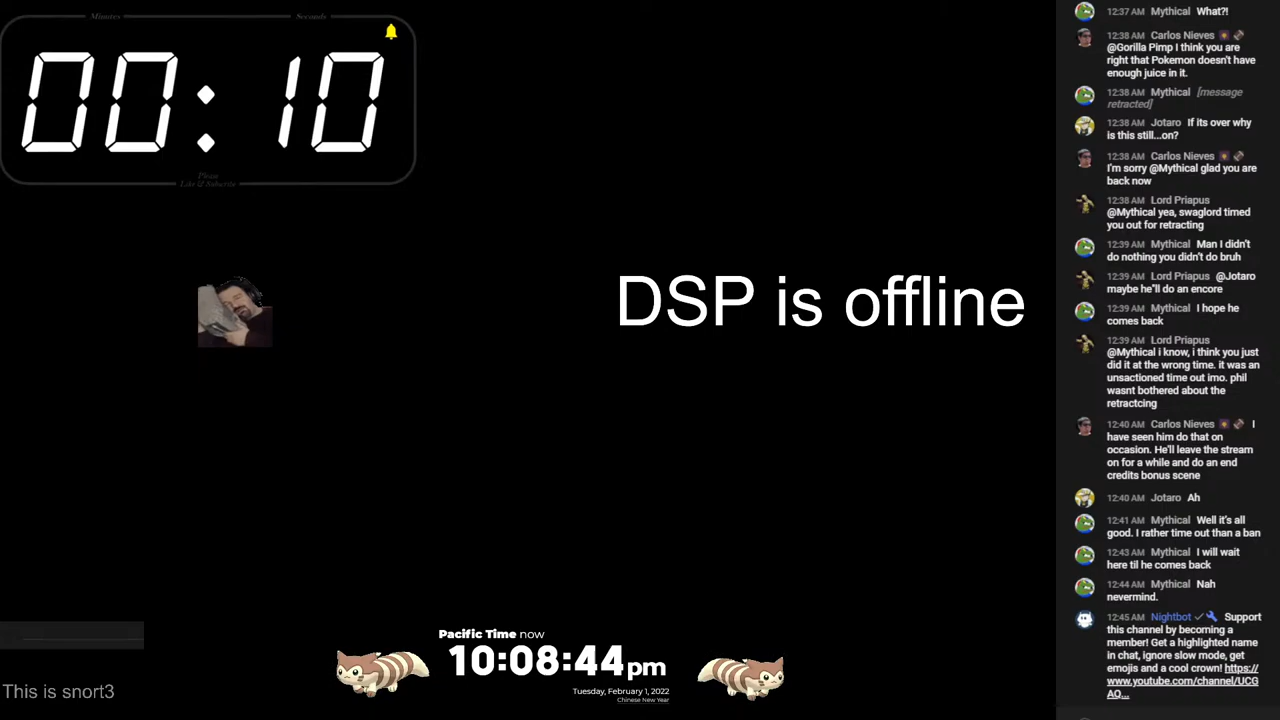 Minutes
Seconds
00:10
Please
Like & Subscribe
DSP is offline
Pacific Time now
10:08:44pm
Tuesday, February 1, 2022
Chinese New Year
This is snort3
12:37 AM Mythical What?!
12:38 AM Carlos Nieves
@Gorilla Pimp I think you are
right that Pokemon doesn't have
enough juice in it.
12:38 AM Mythical [message
retracted]
12:38 AM Jotaro If its over why
is this still...on?
12:38 AM Carlos Nieves
I'm sorry @Mythical glad you are
back now
12:38 AM Lord Priapus
@Mythical yea, swaglord timed
you out for retracting
12:39 AM Mythical Man I didn't
do nothing you didn't do bruh
12:39 AM Lord Priapus @Jotaro
maybe he'll do an encore
12:39 AM Mythical I hope he
comes back
12:39 AM Lord Priapus
@Mythical i know, i think you just
did it at the wrong time. it was an
unsactioned time out imo. phil
wasnt bothered about the
retractcing
12:40 AM Carlos Nieves I
have seen him do that on
occasion. He'll leave the stream
on for a while and do an end
credits bonus scene
12:40 AM Jotaro Ah
12:41 AM Mythical Well it's all
good. I rather time out than a ban
12:43 AM Mythical I will wait
here til he comes back
12:44 AM Mythical Nah
nevermind.
12:45 AM Nightbot Support
this channel by becoming a
member! Get a highlighted name
in chat, ignore slow mode, get
emojis and a cool crown! https://
www.youtube.com/channel/UCG
AO...